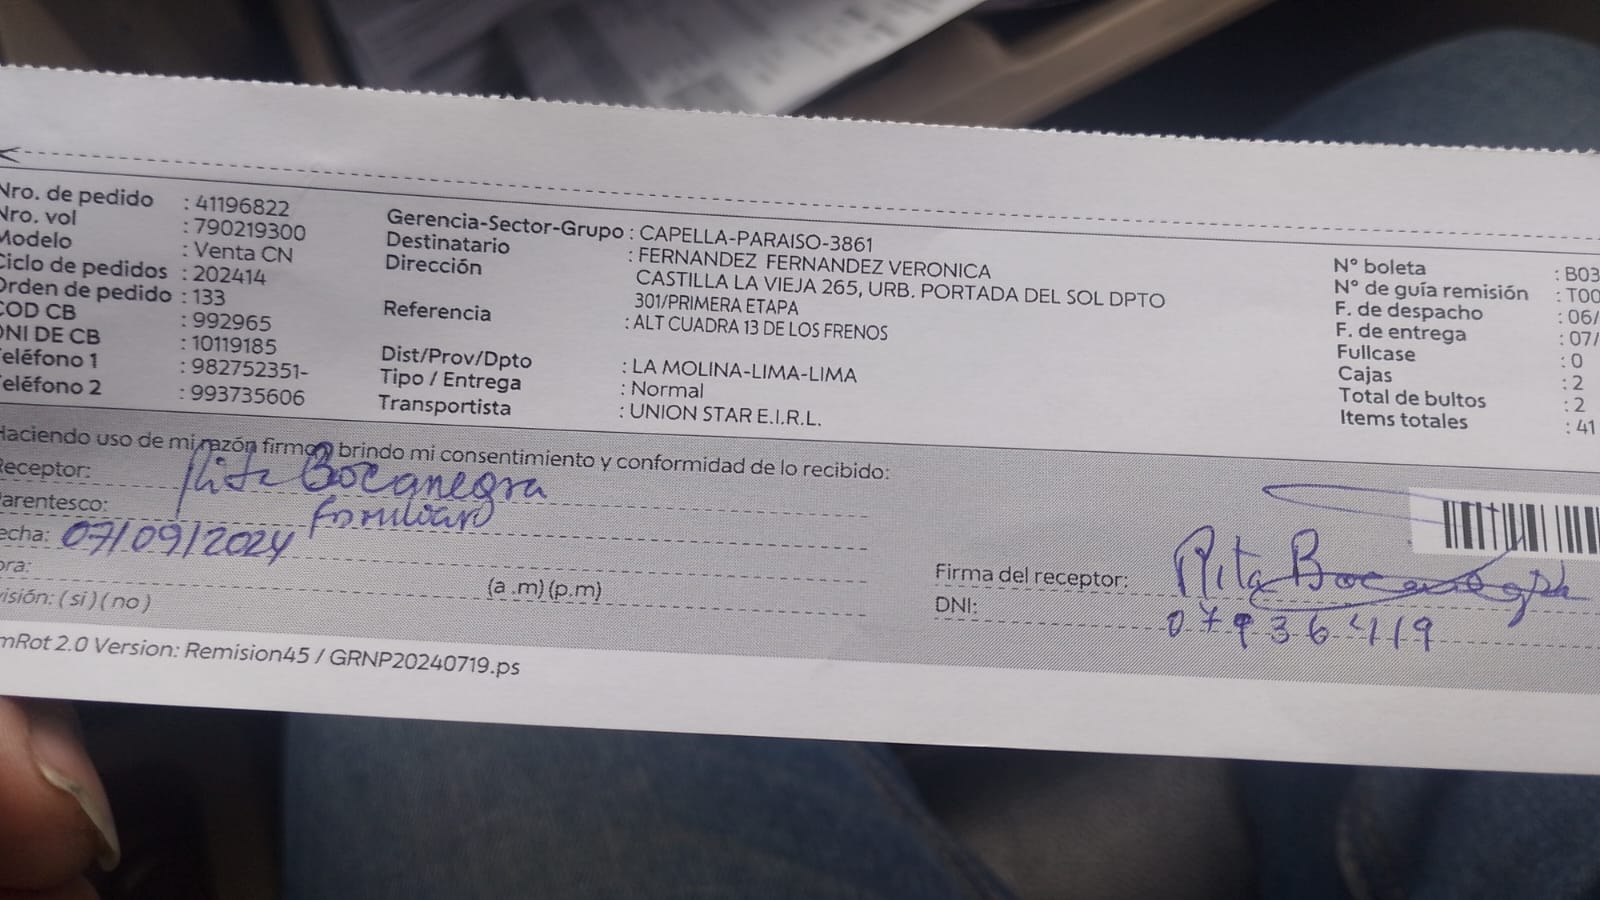 Nro. de pedido : 41196822
Nro. vol : 790219300
Modelo : Venta CN
Ciclo de pedidos : 202414
Orden de pedido : 133
COD CB : 992965
DNI DE CB : 10119185
Teléfono 1 : 982752351-
Teléfono 2 : 993735606
Gerencia-Sector-Grupo : CAPELLA-PARAISO-3861
Destinatario : FERNANDEZ FERNANDEZ VERONICA
Dirección CASTILLA LA VIEJA 265, URB. PORTADA DEL SOL DPTO
301/PRIMERA ETAPA
Referencia : ALT CUADRA 13 DE LOS FRENOS
Dist/Prov/Dpto : LA MOLINA-LIMA-LIMA
Tipo / Entrega : Normal
Transportista : UNION STAR E.I.R.L.
N° boleta : B03
N° de guía remisión : T00
F. de despacho : 06/
F. de entrega : 07/
Fullcase : 0
Cajas : 2
Total de bultos : 2
Items totales : 41
Haciendo uso de mi razón firmo y brindo mi consentimiento y conformidad de lo recibido:
Receptor: Rita Bocanegra
arentesco: familiar
echa: 07/09/2024
ora: (a .m) (p.m)
visión: ( si ) ( no )
Firma del receptor: Rita Bocanegra
DNI: 07936419
mRot 2.0 Version: Remision45 / GRNP20240719.ps